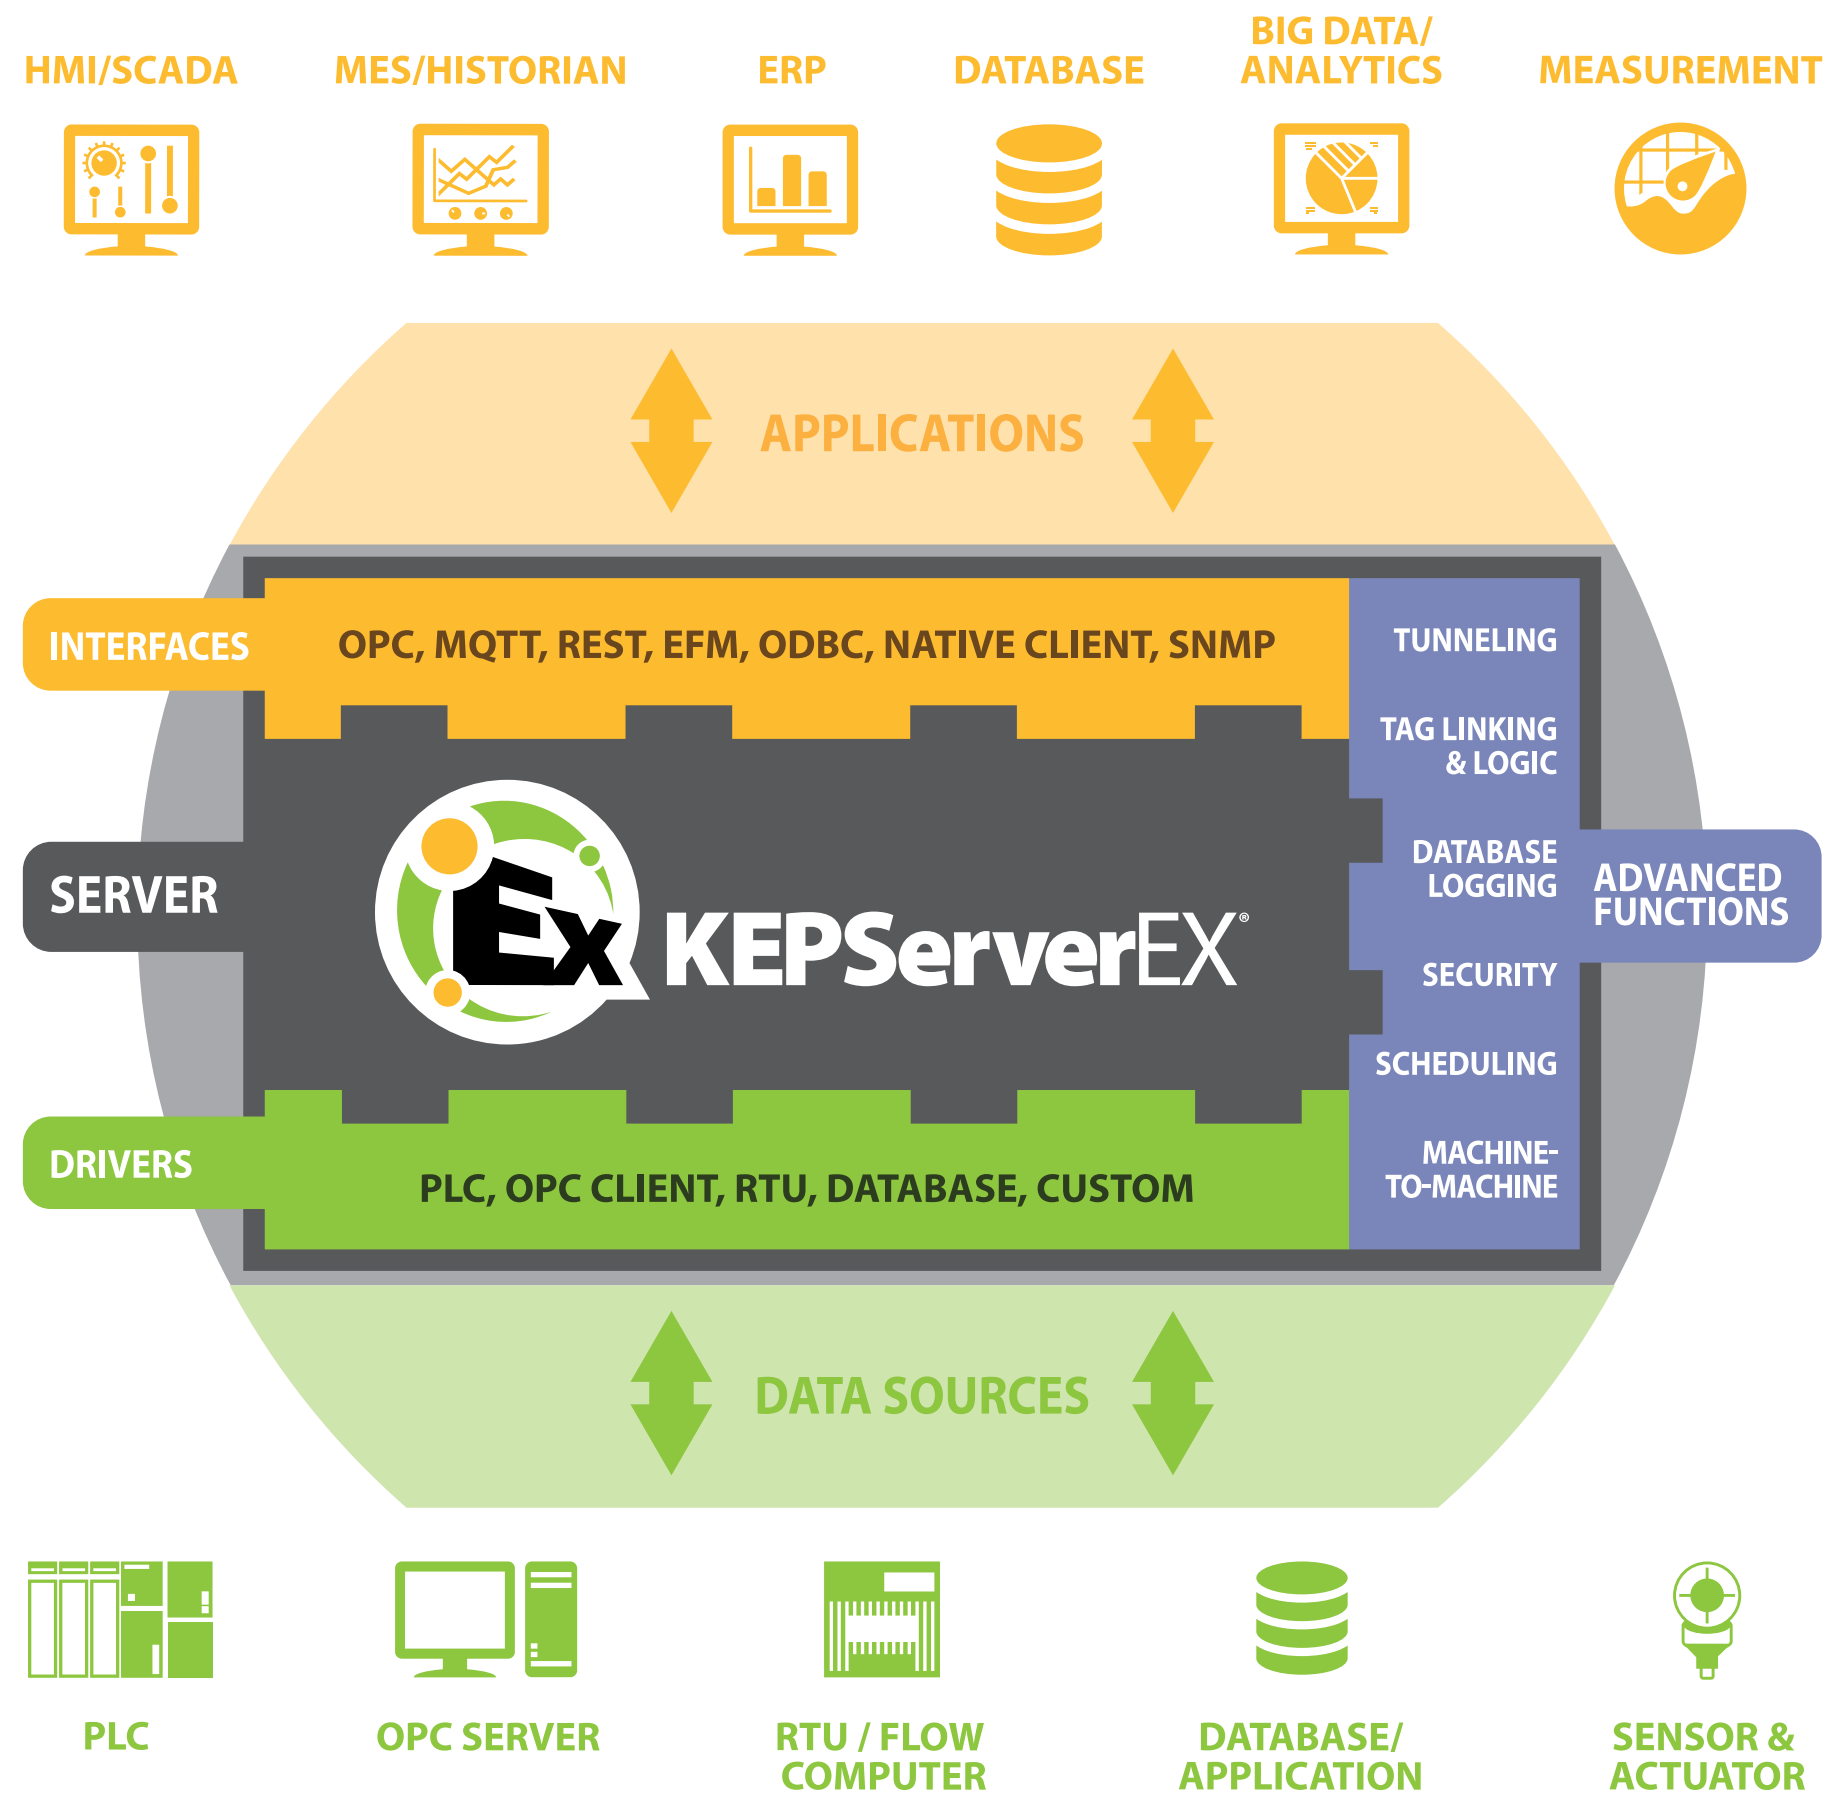 HMI/SCADA
MES/HISTORIAN
ERP
DATABASE
BIG DATA/
ANALYTICS
MEASUREMENT
APPLICATIONS
INTERFACES
OPC, MQTT, REST, EFM, ODBC, NATIVE CLIENT, SNMP
TUNNELING
TAG LINKING
& LOGIC
DATABASE
LOGGING
SECURITY
SCHEDULING
MACHINE-
TO-MACHINE
ADVANCED
FUNCTIONS
SERVER
Ex
KEPServerEX®
DRIVERS
PLC, OPC CLIENT, RTU, DATABASE, CUSTOM
DATA SOURCES
PLC
OPC SERVER
RTU / FLOW
COMPUTER
DATABASE/
APPLICATION
SENSOR &
ACTUATOR